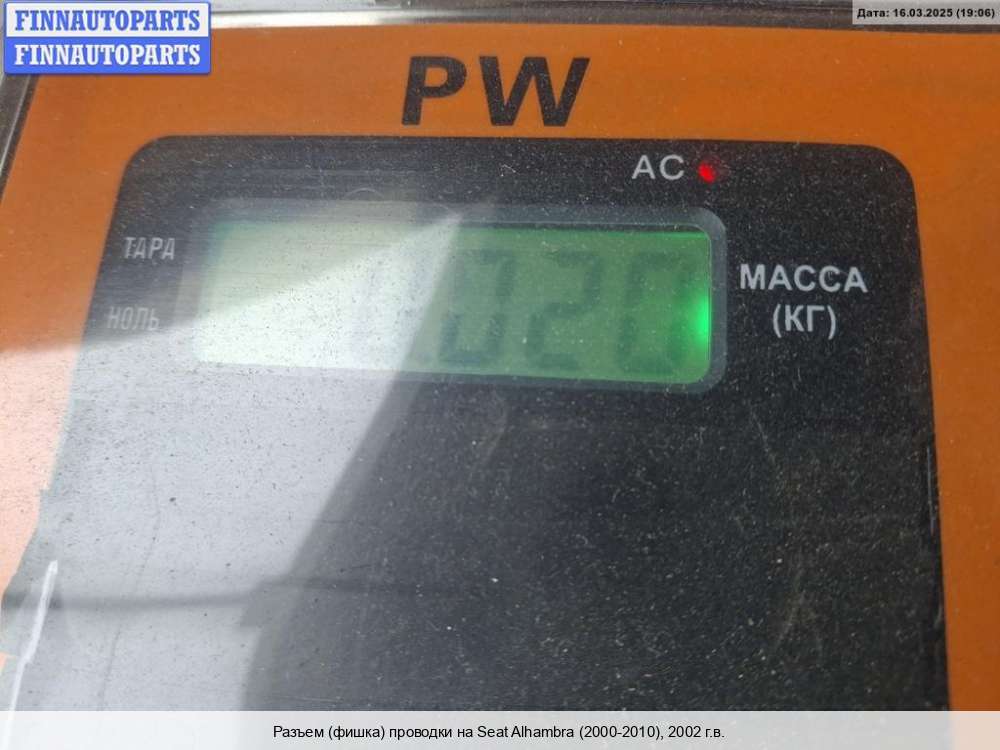 FINNAUTOPARTS
FINNAUTOPARTS
Дата: 16.03.2025 (19:06)
PW
AC
ТАРА
НОЛЬ
МАССА
(КГ)
Разъем (фишка) проводки на Seat Alhambra (2000-2010), 2002 г.в.